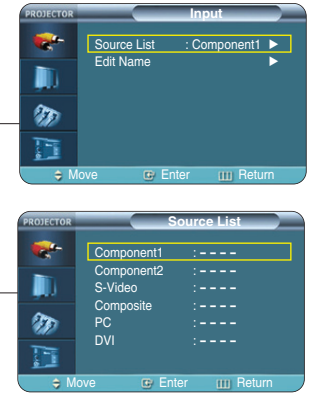 PROJECTOR Input
Source List : Component1 ▶
Edit Name ▶
Move Enter Return
PROJECTOR Source List
Component1 : - - - -
Component2 : - - - -
S-Video : - - - -
Composite : - - - -
PC : - - - -
DVI : - - - -
Move Enter Return